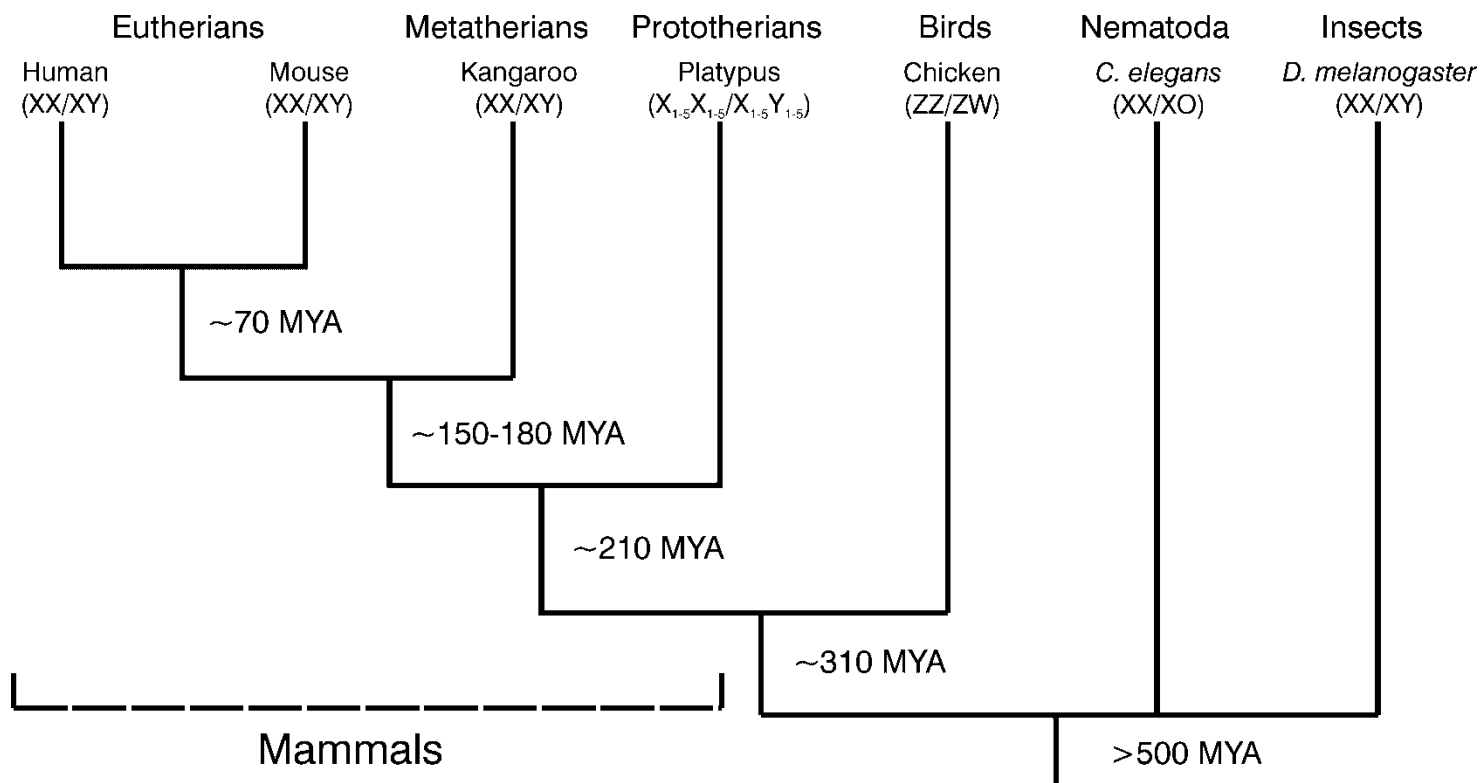 Eutherians Metatherians Prototherians Birds Nematoda Insects
Human Mouse Kangaroo Platypus Chicken C. elegans D. melanogaster
(XX/XY) (XX/XY) (XX/XY) (X₁₋₅X₁₋₅/X₁₋₅Y₁₋₅) (ZZ/ZW) (XX/XO) (XX/XY)
~70 MYA
~150-180 MYA
~210 MYA
~310 MYA
Mammals
>500 MYA